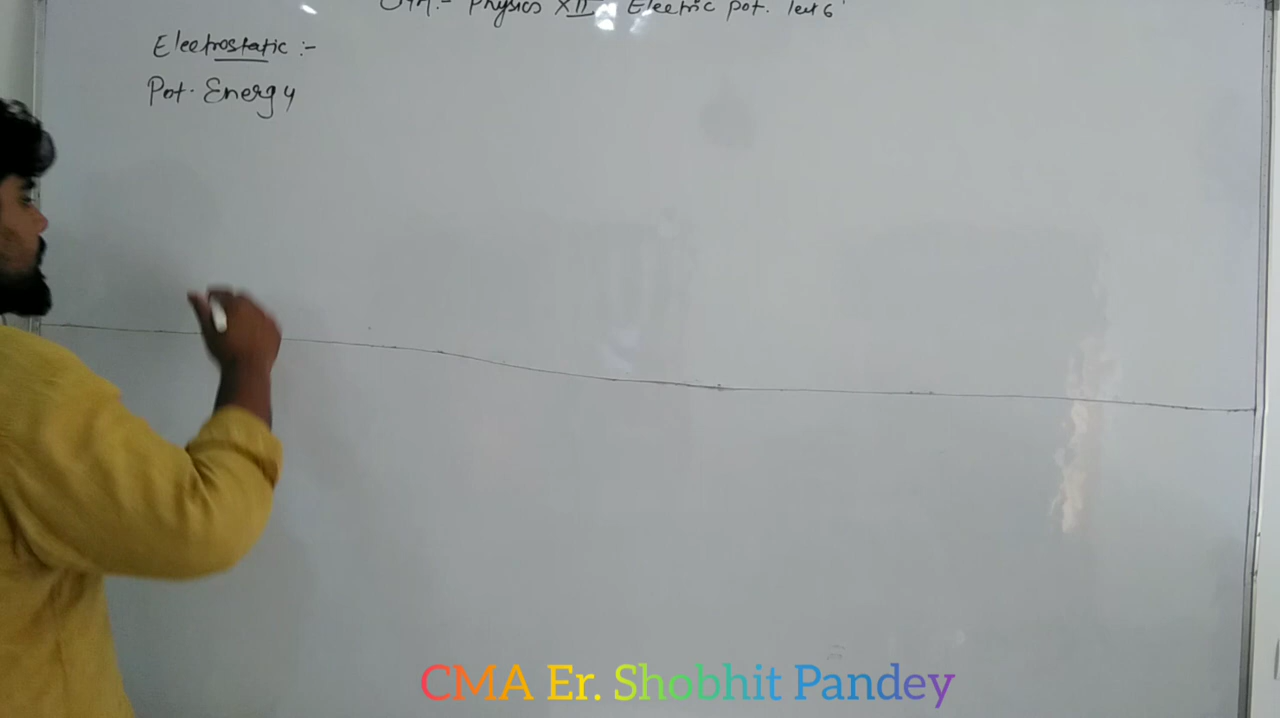 Physics XII Electric Pot. lect 6
Electrostatic :-
Pot. Energy
CMA Er. Shobhit Pandey